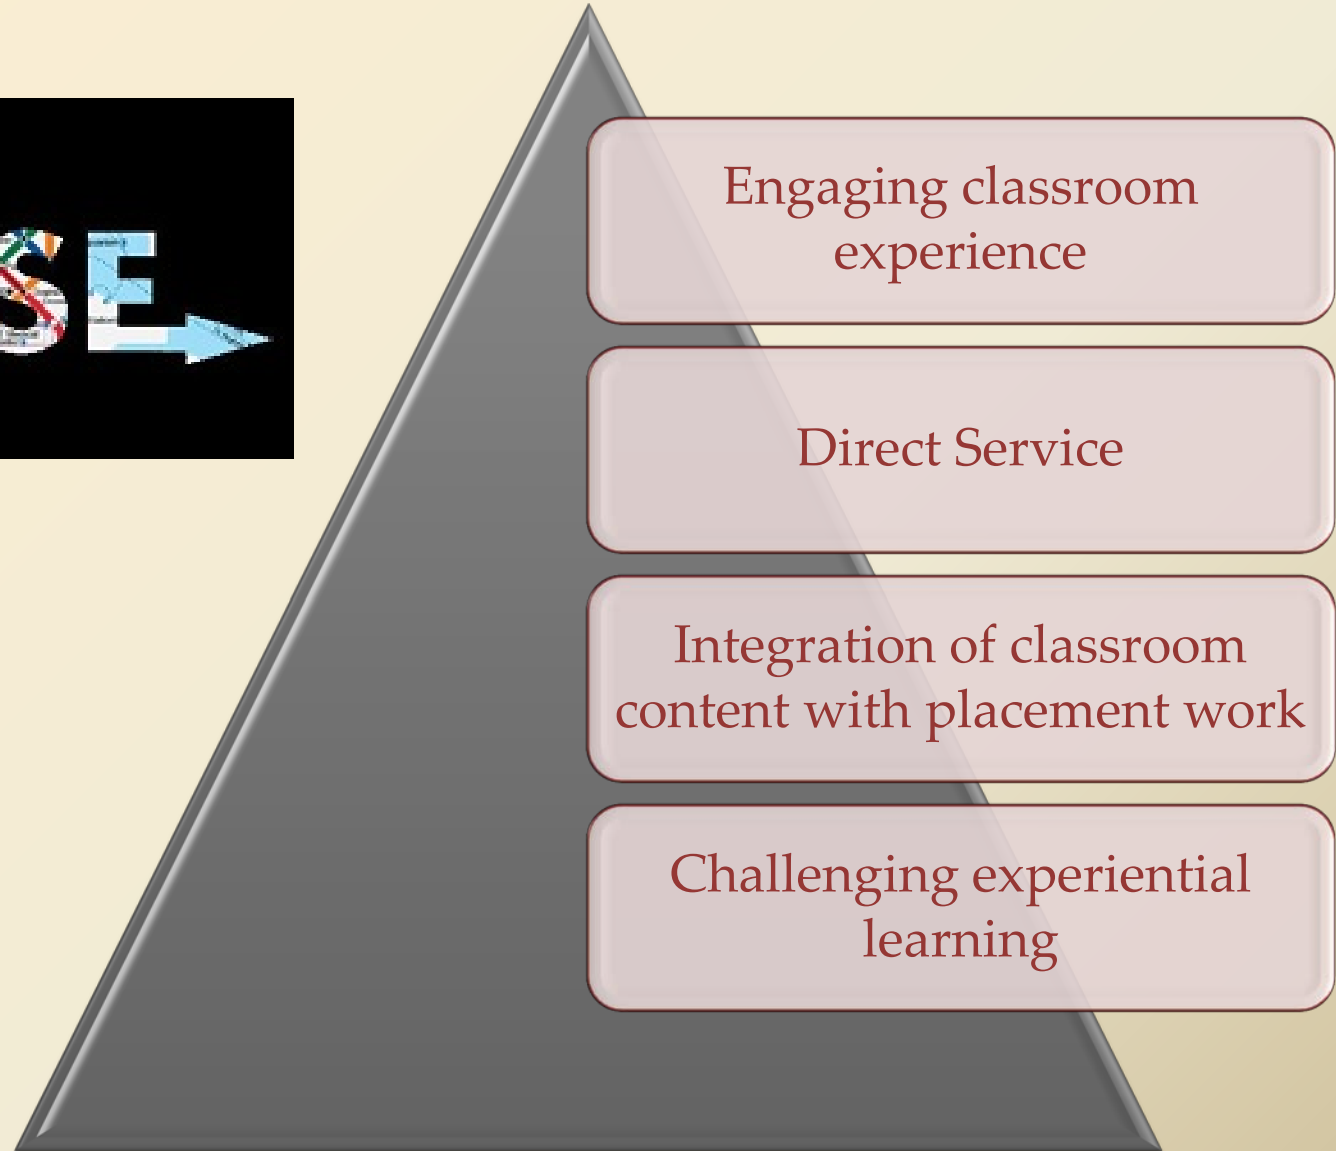 SE
Engaging classroom
experience
Direct Service
Integration of classroom
content with placement work
Challenging experiential
learning